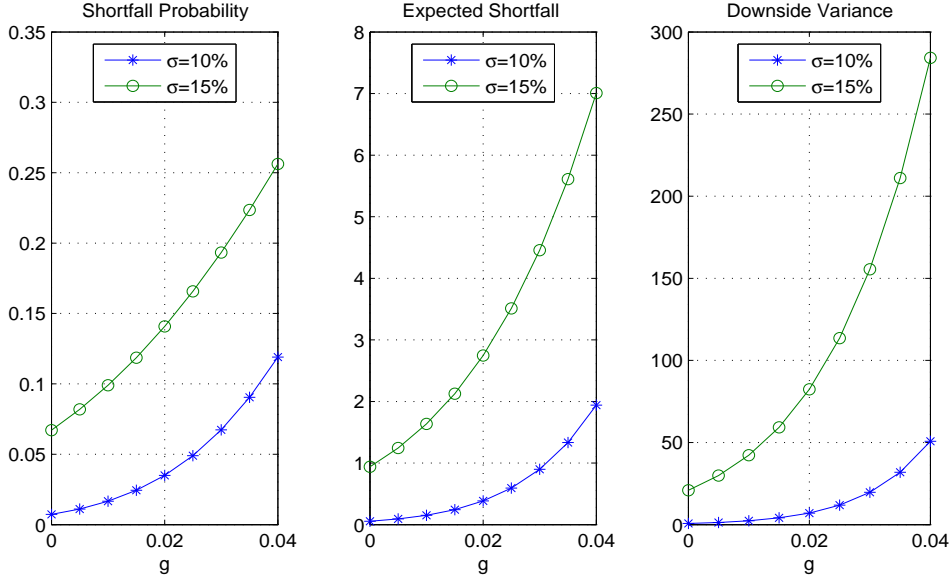 Shortfall Probability
0.35
0.3
0.25
0.2
0.15
0.1
0.05
0
σ=10%
σ=15%
0 0.02 0.04
g
Expected Shortfall
8
7
6
5
4
3
2
1
0
σ=10%
σ=15%
0 0.02 0.04
g
Downside Variance
300
250
200
150
100
50
0
σ=10%
σ=15%
0 0.02 0.04
g